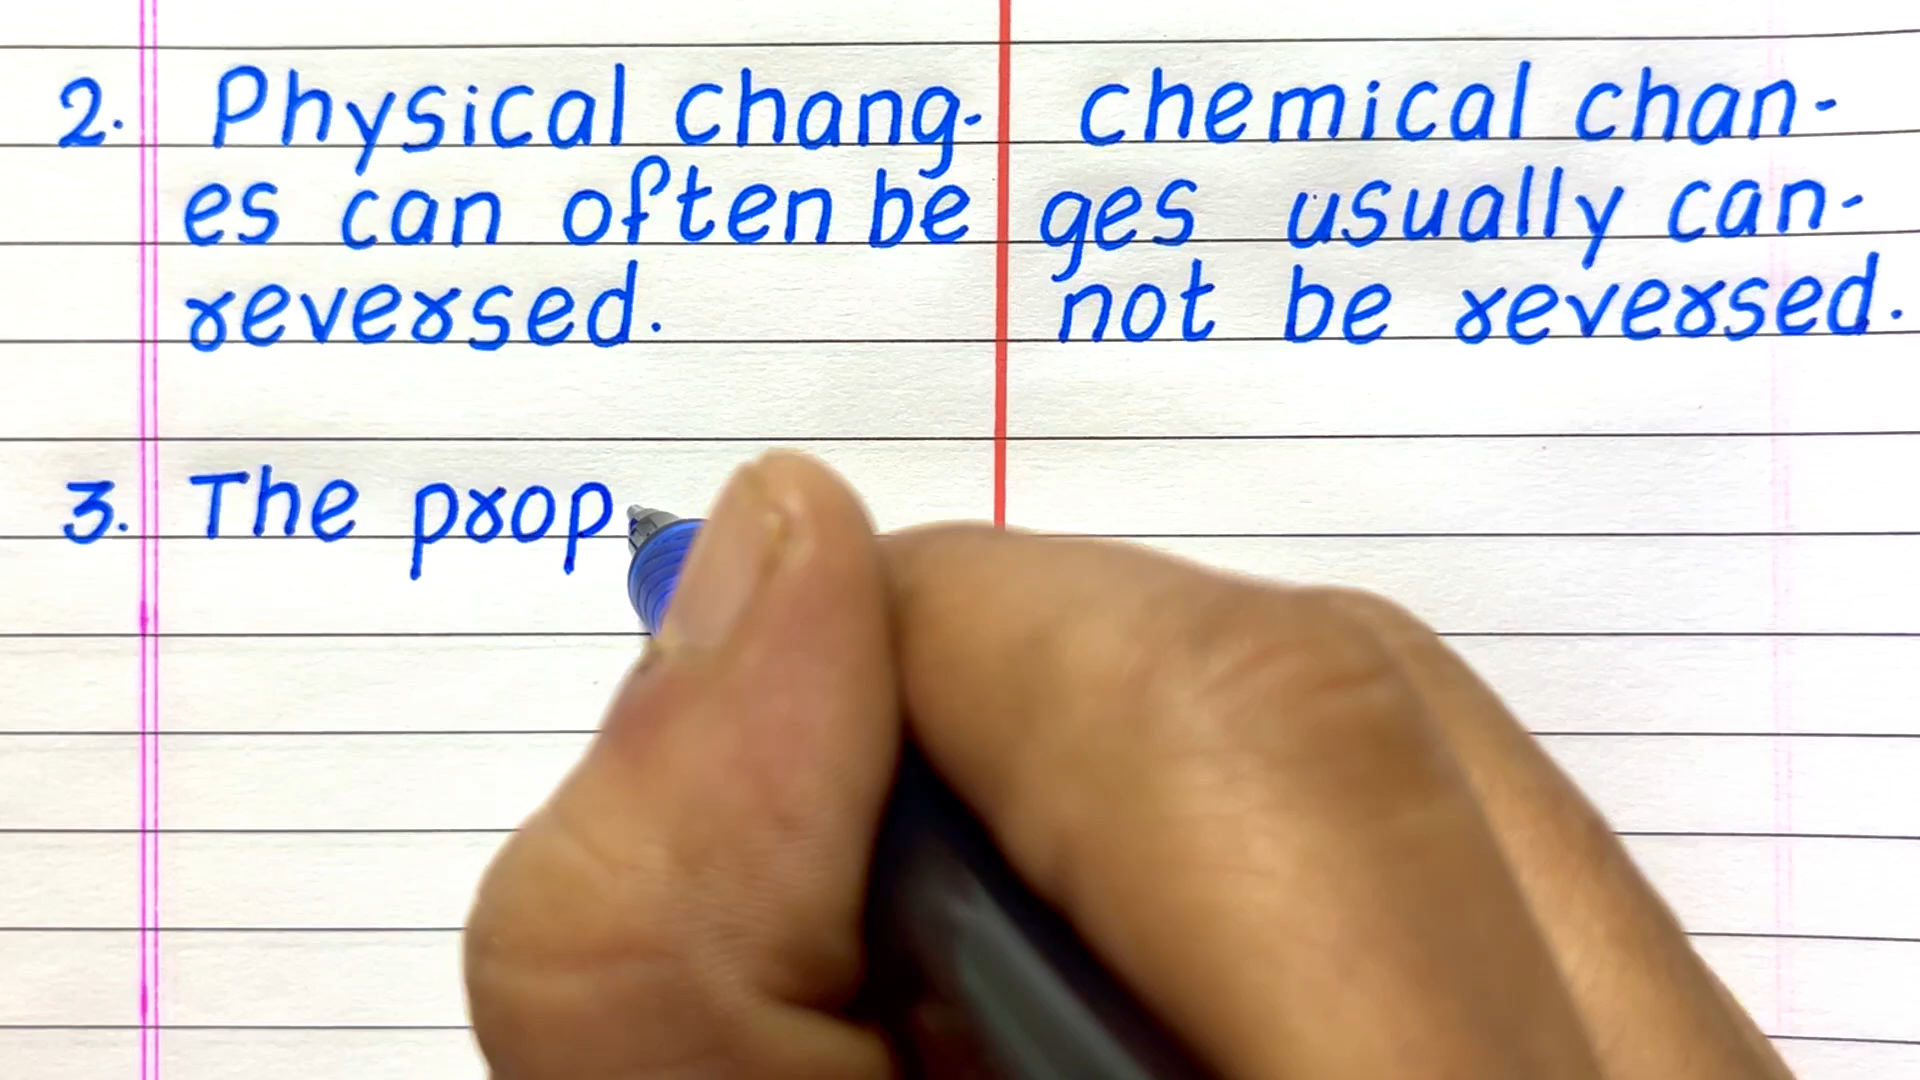 2. Physical chang-
es can often be
reversed.
chemical chan-
ges usually can-
not be reversed.
3. The prop